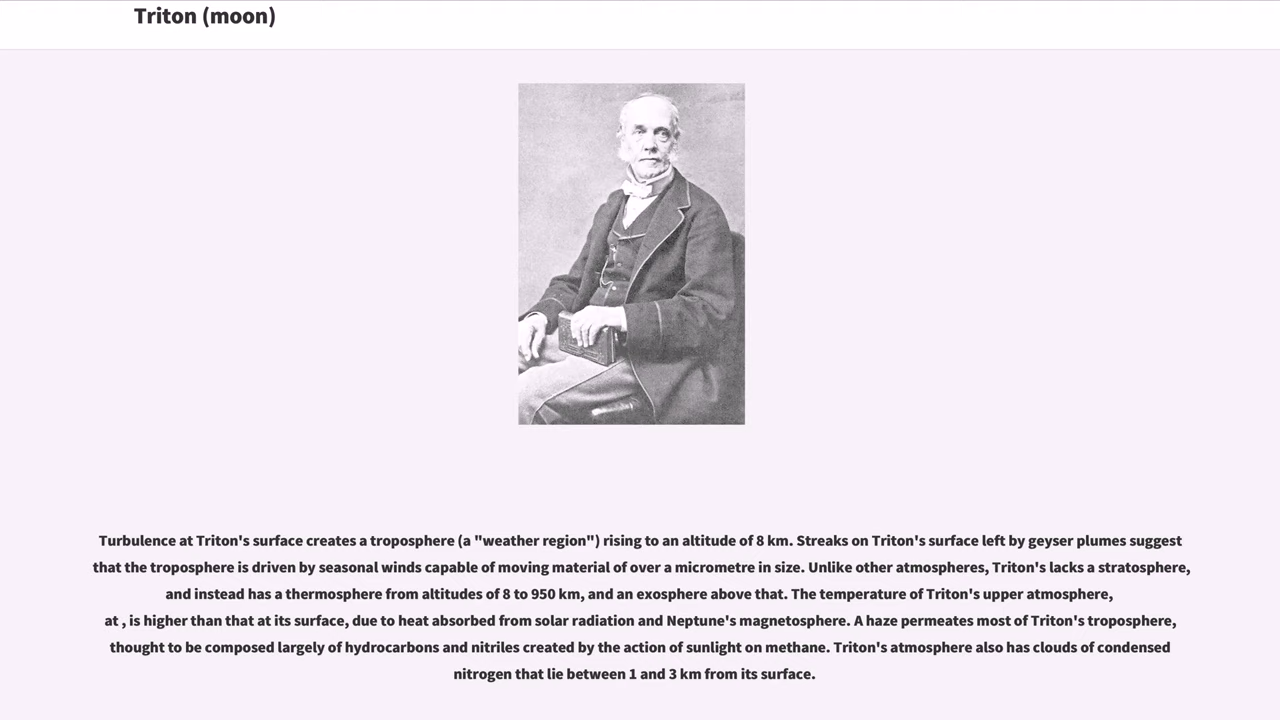 Triton (moon)
Turbulence at Triton's surface creates a troposphere (a "weather region") rising to an altitude of 8 km. Streaks on Triton's surface left by geyser plumes suggest
that the troposphere is driven by seasonal winds capable of moving material of over a micrometre in size. Unlike other atmospheres, Triton's lacks a stratosphere,
and instead has a thermosphere from altitudes of 8 to 950 km, and an exosphere above that. The temperature of Triton's upper atmosphere,
at , is higher than that at its surface, due to heat absorbed from solar radiation and Neptune's magnetosphere. A haze permeates most of Triton's troposphere,
thought to be composed largely of hydrocarbons and nitriles created by the action of sunlight on methane. Triton's atmosphere also has clouds of condensed
nitrogen that lie between 1 and 3 km from its surface.